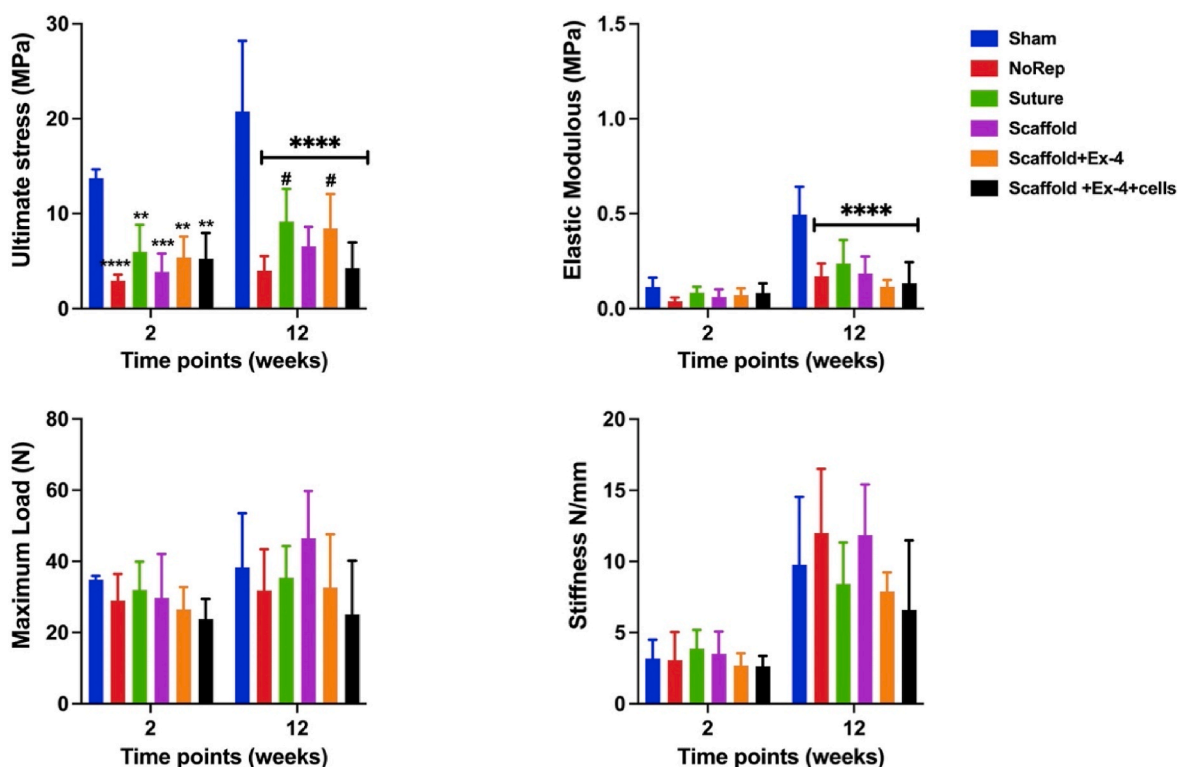 30
20
10
0
Ultimate stress (MPa)
****
**
***
**
**
****
#
#
2
12
Time points (weeks)
1.5
1.0
0.5
0.0
Elastic Modulous (MPa)
****
2
12
Time points (weeks)
Sham
NoRep
Suture
Scaffold
Scaffold+Ex-4
Scaffold +Ex-4+cells
80
60
40
20
0
Maximum Load (N)
2
12
Time points (weeks)
20
15
10
5
0
Stiffness N/mm
2
12
Time points (weeks)